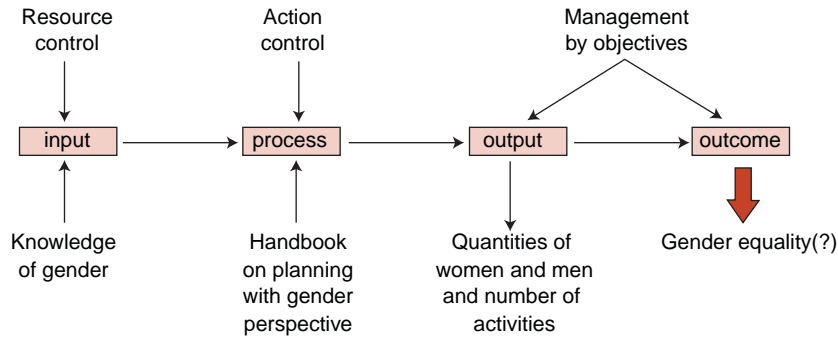 Resource
control
Action
control
Management
by objectives
input
process
output
outcome
Knowledge
of gender
Handbook
on planning
with gender
perspective
Quantities of
women and men
and number of
activities
Gender equality(?)